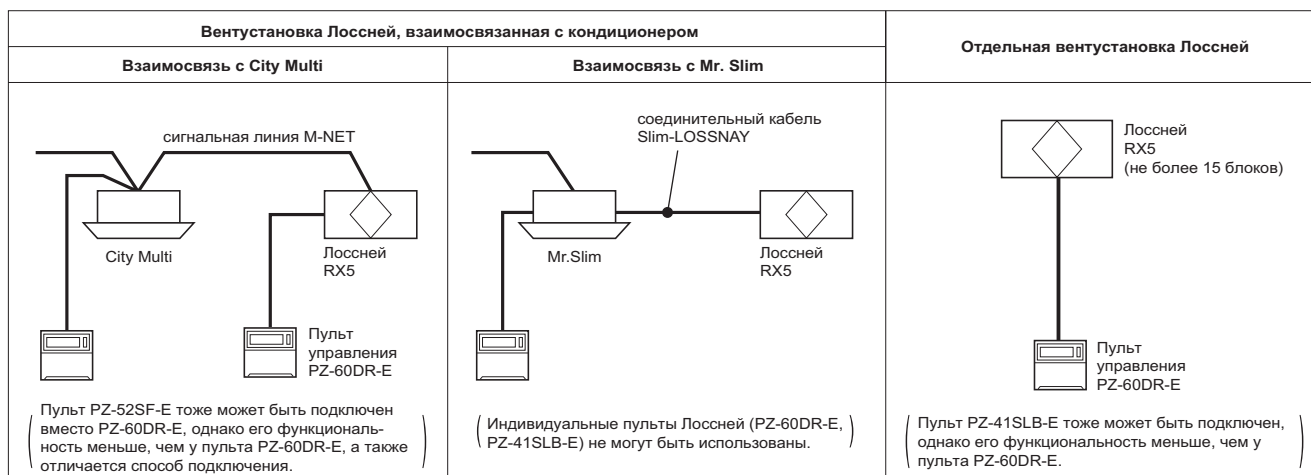 Вентустановка Лоссней, взаимосвязанная с кондиционером
Отдельная вентустановка Лоссней
Взаимосвязь с City Multi
Взаимосвязь с Mr. Slim
сигнальная линия M-NET
City Multi
Лоссней
RX5
Пульт
управления
PZ-60DR-E
( Пульт PZ-52SF-E тоже может быть подключен
вместо PZ-60DR-E, однако его функциональ-
ность меньше, чем у пульта PZ-60DR-E, а также
отличается способ подключения. )
соединительный кабель
Slim-LOSSNAY
Mr.Slim
Лоссней
RX5
( Индивидуальные пульты Лоссней (PZ-60DR-E,
PZ-41SLB-E) не могут быть использованы. )
Лоссней
RX5
(не более 15 блоков)
Пульт
управления
PZ-60DR-E
( Пульт PZ-41SLB-E тоже может быть подключен,
однако его функциональность меньше, чем у
пульта PZ-60DR-E. )